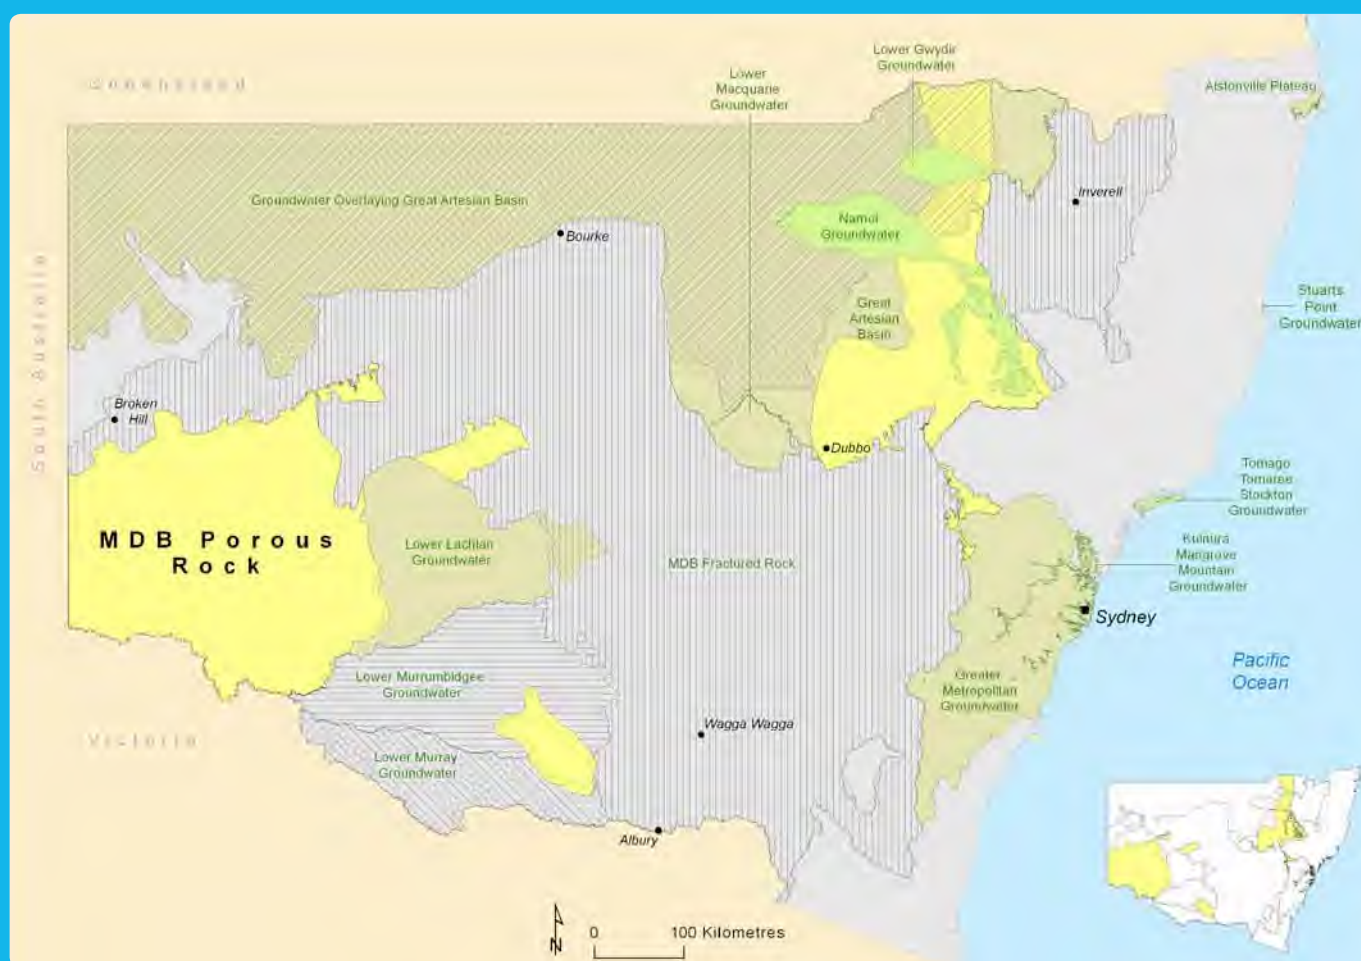 Queensland
Lower Gwydir
Groundwater
Lower
Macquarie
Groundwater
Alstonville Plateau
Groundwater Overlaying Great Artesian Basin
Inverell
Namoi
Groundwater
Bourke
South Australia
Great
Artesian
Basin
Stuarts
Point
Groundwater
Broken
Hill
Dubbo
Tomago
Tomaree
Stockton
Groundwater
MDB Porous
Rock
Lower Lachlan
Groundwater
MDB Fractured Rock
Kulnura
Mangrove
Mountain
Groundwater
Sydney
Pacific
Ocean
Lower Murrumbidgee
Groundwater
Greater
Metropolitan
Groundwater
Wagga Wagga
Victoria
Lower Murray
Groundwater
Albury
N
0 100 Kilometres